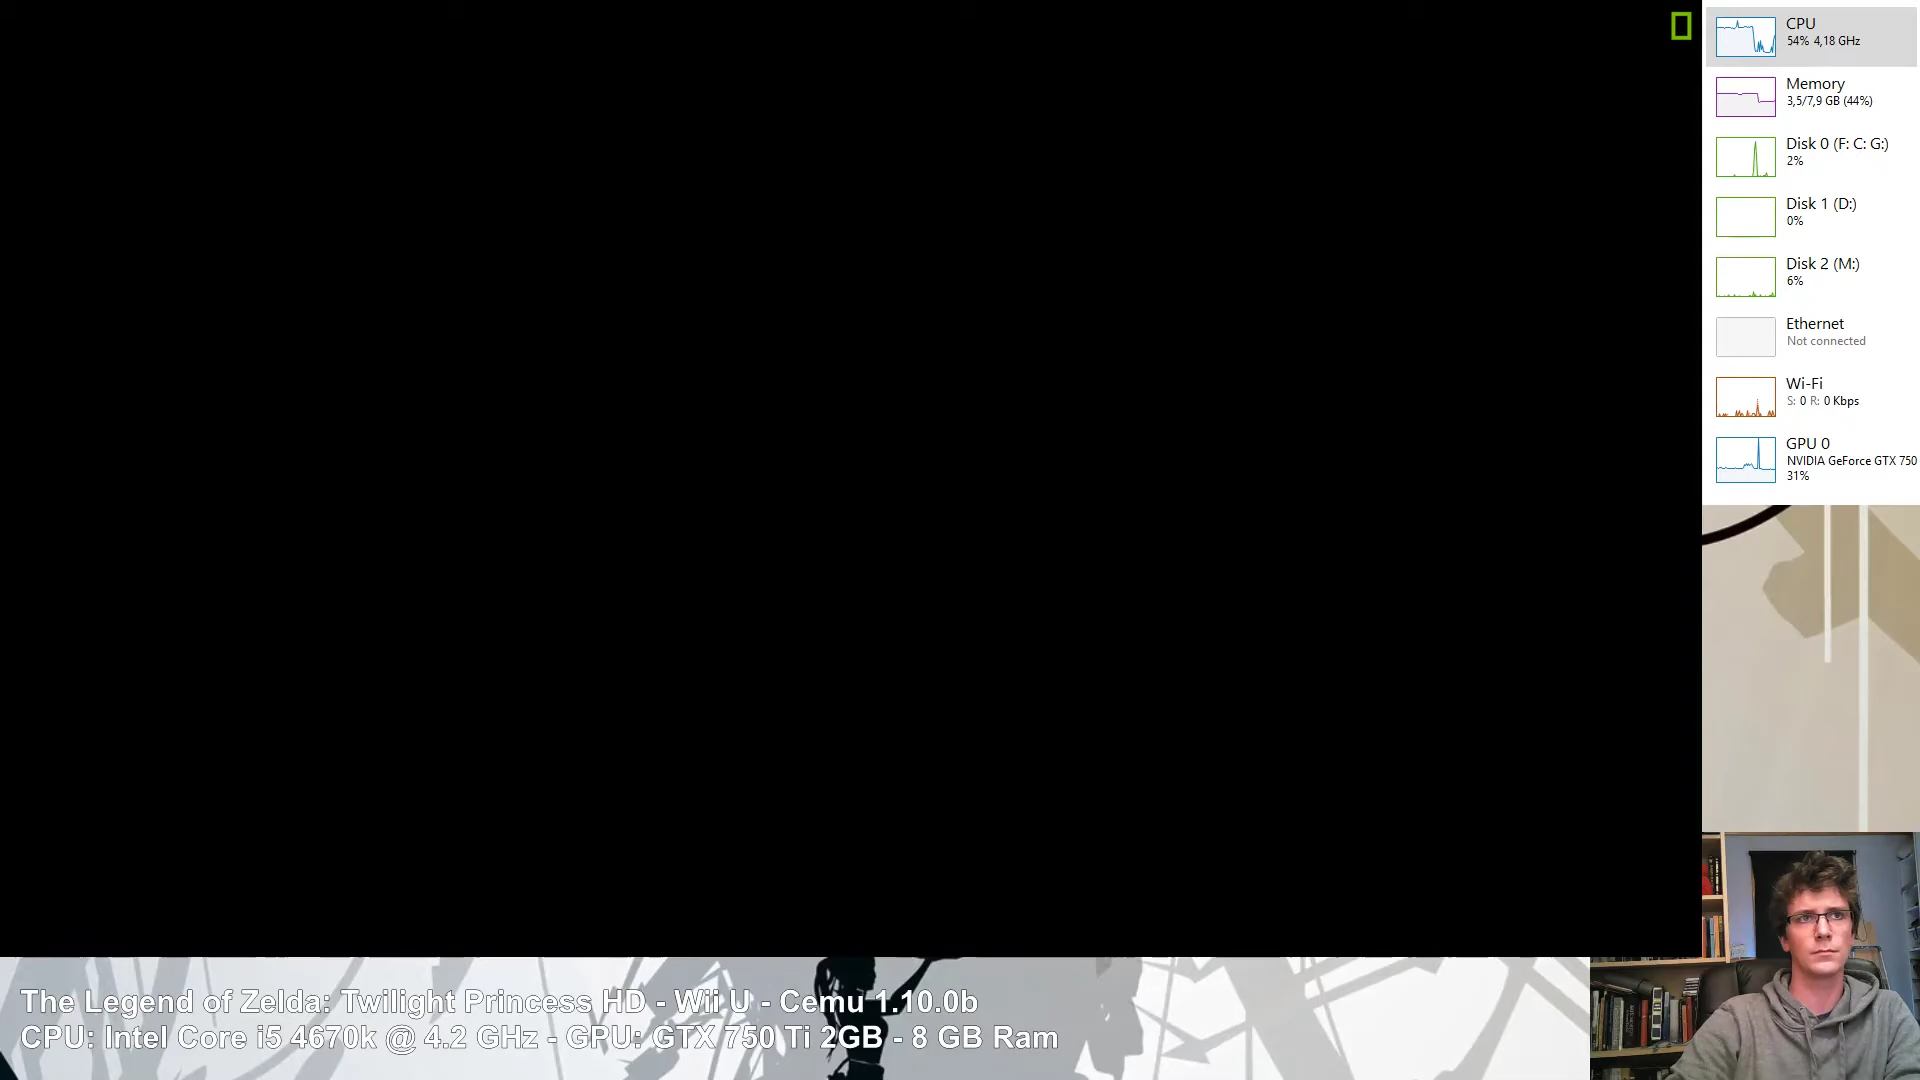 CPU
54% 4,18 GHz
Memory
3,5/7,9 GB (44%)
Disk 0 (F: C: G:)
2%
Disk 1 (D:)
0%
Disk 2 (M:)
6%
Ethernet
Not connected
Wi-Fi
S: 0 R: 0 Kbps
GPU 0
NVIDIA GeForce GTX 750
31%
The Legend of Zelda: Twilight Princess HD - Wii U - Cemu 1.10.0b
CPU: Intel Core i5 4670k @ 4.2 GHz - GPU: GTX 750 Ti 2GB - 8 GB Ram